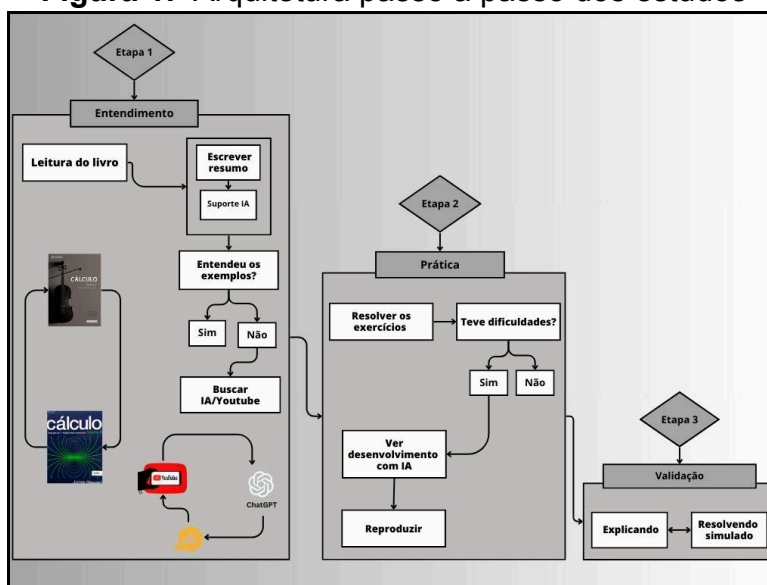 Figura 1. Arquitetura passo a passo dos estudos
Etapa 1
Entendimento
Leitura do livro
Escrever
resumo
Suporte IA
Entendeu os
exemplos?
Sim
Não
Buscar
IA/Youtube
CÁLCULO
cálculo
YouTube
ChatGPT
Etapa 2
Prática
Resolver os
exercícios
Teve dificuldades?
Sim
Não
Ver
desenvolvimento
com IA
Reproduzir
Etapa 3
Validação
Explicando
Resolvendo
simulado